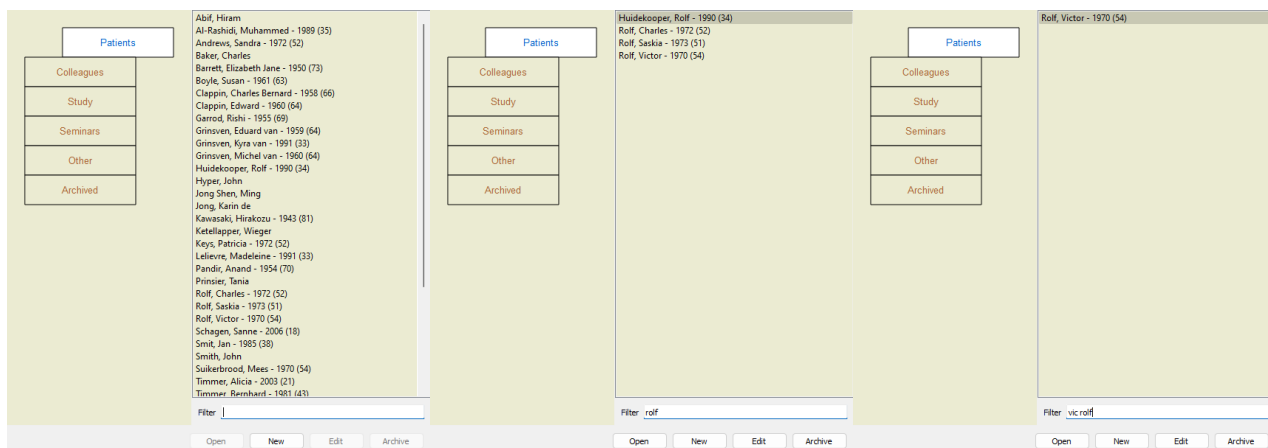 Patients
Colleagues
Study
Seminars
Other
Archived
Abif, Hiram
Al-Rashidi, Muhammed - 1989 (35)
Andrews, Sandra - 1972 (52)
Baker, Charles
Barrett, Elizabeth Jane - 1950 (73)
Boyle, Susan - 1961 (63)
Clappin, Charles Bernard - 1958 (66)
Clappin, Edward - 1960 (64)
Garrod, Rishi - 1955 (69)
Grinsven, Eduard van - 1959 (64)
Grinsven, Kyra van - 1991 (33)
Grinsven, Michel van - 1960 (64)
Huidekooper, Rolf - 1990 (34)
Hyper, John
Jong Shen, Ming
Jong, Karin de
Kawasaki, Hirakozu - 1943 (81)
Ketellapper, Wieger
Keys, Patricia - 1972 (52)
Lelievre, Madeleine - 1991 (33)
Pandir, Anand - 1954 (70)
Prinsier, Tania
Rolf, Charles - 1972 (52)
Rolf, Saskia - 1973 (51)
Rolf, Victor - 1970 (54)
Schagen, Sanne - 2006 (18)
Smit, Jan - 1985 (38)
Smith, John
Suikerbrood, Mees - 1970 (54)
Timmer, Alicia - 2003 (21)
Timmer, Bernhard - 1981 (43)
Filter
Open New Edit Archive
Patients
Colleagues
Study
Seminars
Other
Archived
Huidekooper, Rolf - 1990 (34)
Rolf, Charles - 1972 (52)
Rolf, Saskia - 1973 (51)
Rolf, Victor - 1970 (54)
Filter rolf
Open New Edit Archive
Patients
Colleagues
Study
Seminars
Other
Archived
Rolf, Victor - 1970 (54)
Filter vic rolf
Open New Edit Archive